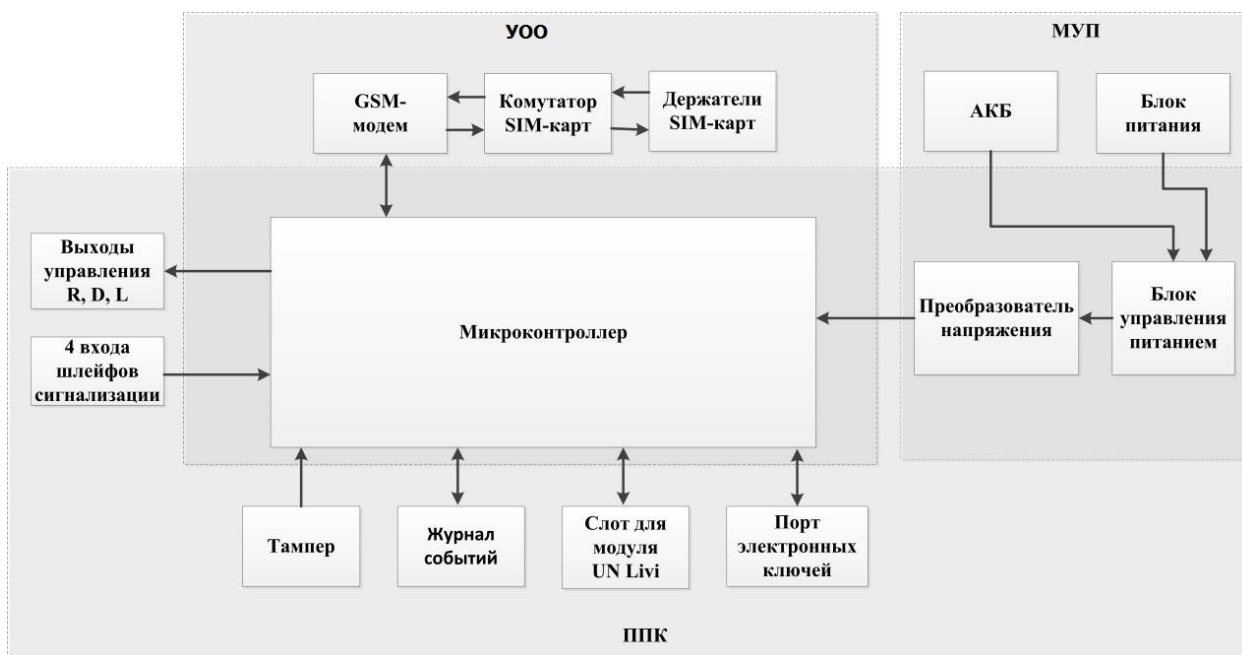 УОО
МУП
GSM-
модем
Комутатор
SIM-карт
Держатели
SIM-карт
АКБ
Блок
питания
Выходы
управления
R, D, L
4 входа
шлейфов
сигнализации
Микроконтроллер
Преобразователь
напряжения
Блок
управления
питанием
Тампер
Журнал
событий
Слот для
модуля
UN Livi
Порт
электронных
ключей
ППК